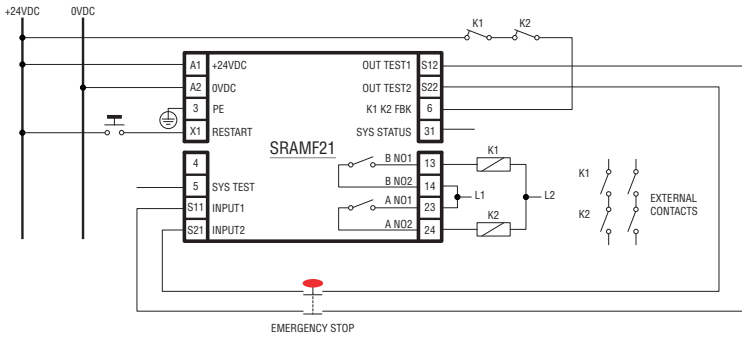 +24VDC
0VDC
K1
K2
A1
+24VDC
OUT TEST1
S12
A2
0VDC
OUT TEST2
S22
3
PE
K1 K2 FBK
6
X1
RESTART
SYS STATUS
31
SRAMF21
4
B NO1
13
K1
5
SYS TEST
B NO2
14
L1
L2
S11
INPUT1
A NO1
23
S21
INPUT2
A NO2
24
K2
K1
K2
EXTERNAL
CONTACTS
EMERGENCY STOP